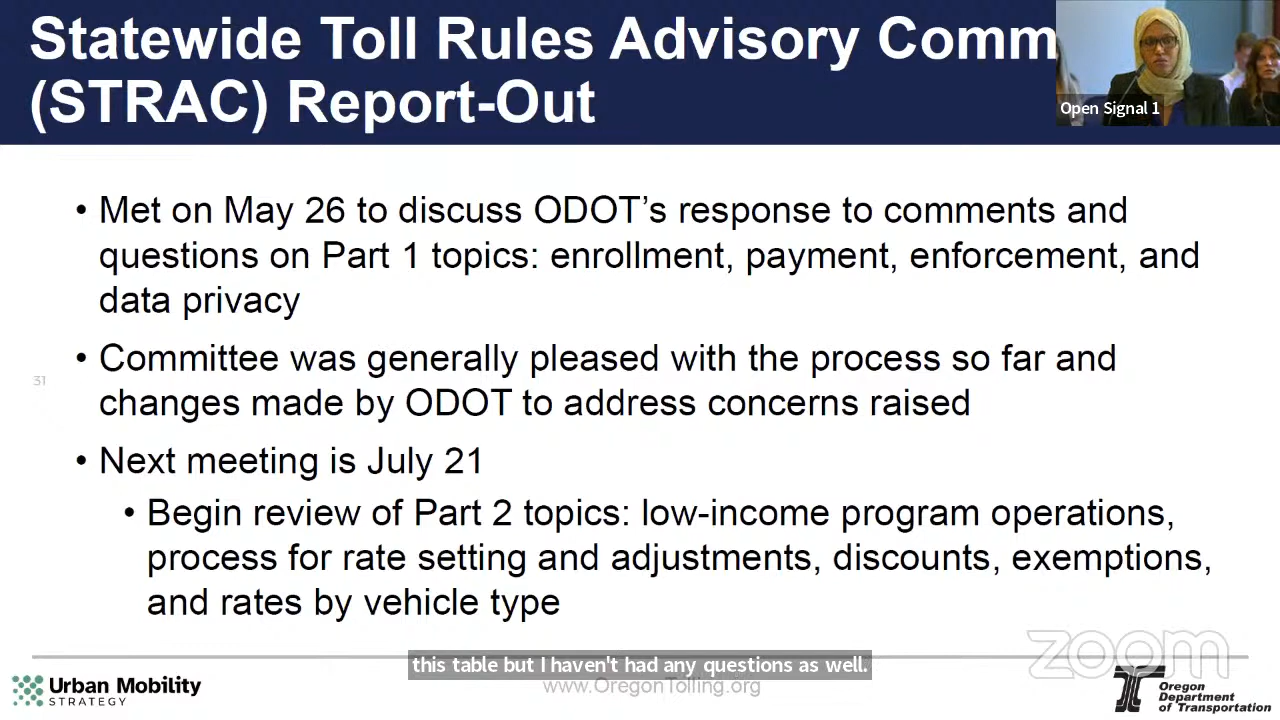 Statewide Toll Rules Advisory Comm
(STRAC) Report-Out
Open Signal 1
• Met on May 26 to discuss ODOT’s response to comments and
questions on Part 1 topics: enrollment, payment, enforcement, and
data privacy
• Committee was generally pleased with the process so far and
changes made by ODOT to address concerns raised
31
• Next meeting is July 21
• Begin review of Part 2 topics: low-income program operations,
process for rate setting and adjustments, discounts, exemptions,
and rates by vehicle type
zoom
this table but I haven't had any questions as well.
www.OregonTolling.org
Urban Mobility
STRATEGY
Oregon
Department
of Transportation